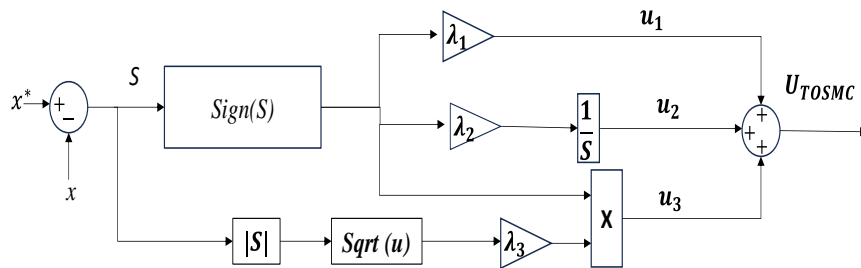 λ₁
u₁
S
U_TOSMC
x*
+
−
Sign(S)
λ₂
1
S
u₂
+
+
+
x
X
u₃
|S|
Sqrt (u)
λ₃